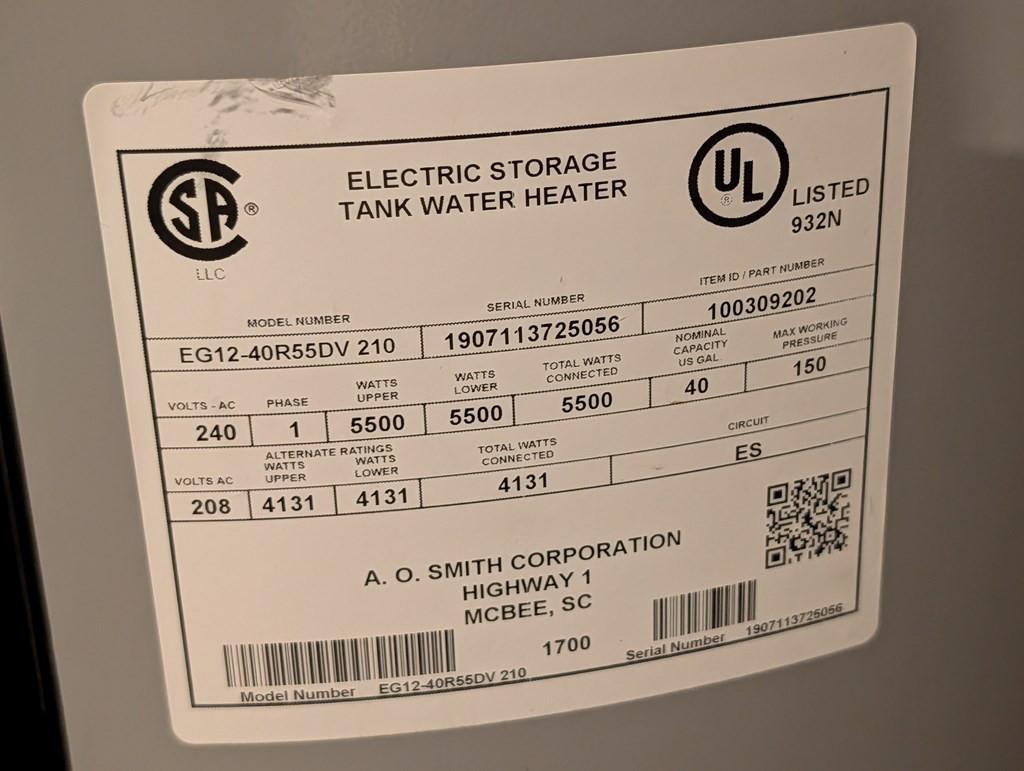 SA ®
LLC
ELECTRIC STORAGE
TANK WATER HEATER
UL ®
LISTED
932N
MODEL NUMBER SERIAL NUMBER ITEM ID / PART NUMBER
EG12-40R55DV 210 1907113725056 100309202
VOLTS - AC PHASE WATTS UPPER WATTS LOWER TOTAL WATTS CONNECTED NOMINAL CAPACITY US GAL MAX WORKING PRESSURE
240 1 5500 5500 5500 40 150
ALTERNATE RATINGS
VOLTS AC WATTS UPPER WATTS LOWER TOTAL WATTS CONNECTED CIRCUIT
208 4131 4131 4131 ES
A. O. SMITH CORPORATION
HIGHWAY 1
MCBEE, SC
1700
Model Number EG12-40R55DV 210
Serial Number 1907113725056